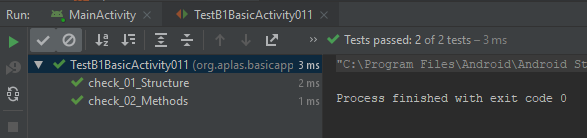 Run: MainActivity × TestB1BasicActivity011 ×
» Tests passed: 2 of 2 tests – 3 ms
TestB1BasicActivity011 (org.aplas.basicapp 3 ms
check_01_Structure 2 ms
check_02_Methods 1 ms
"C:\Program Files\Android\Android St
Process finished with exit code 0